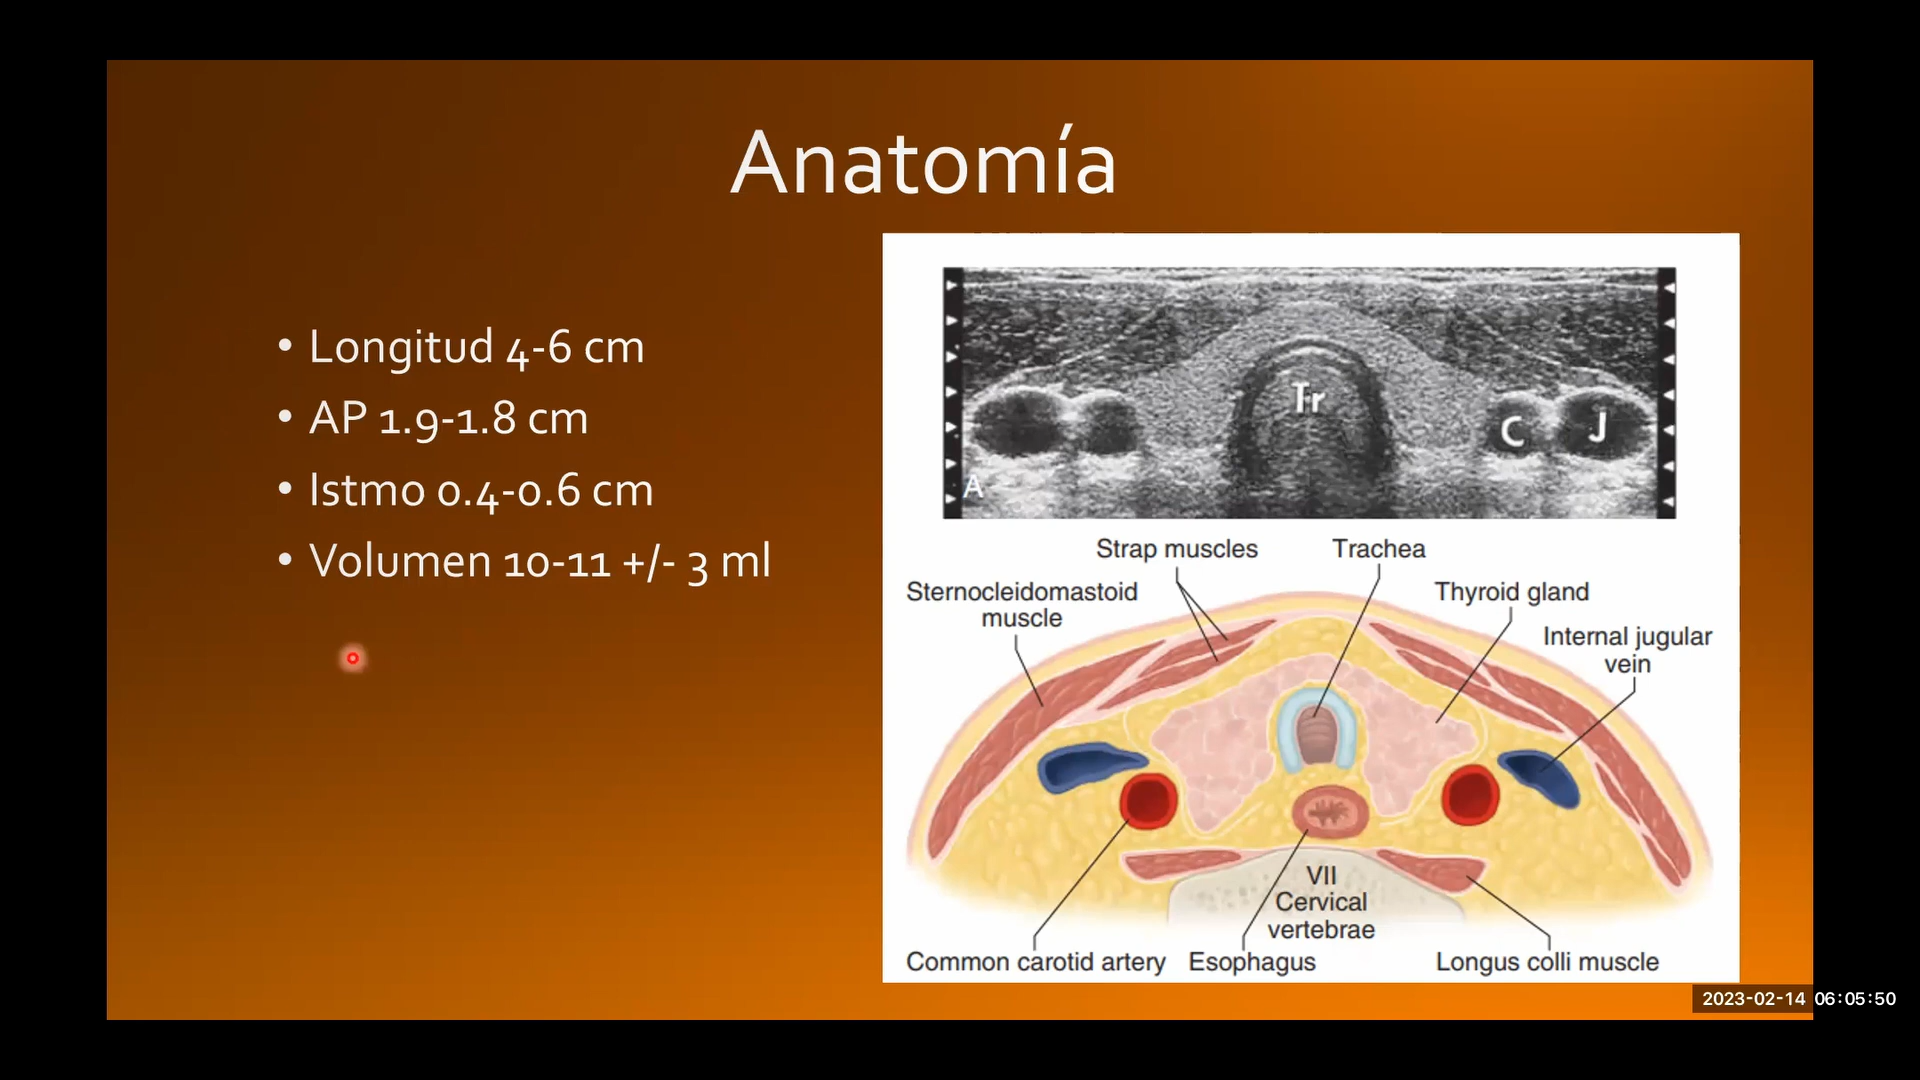 Anatomía
• Longitud 4-6 cm
• AP 1.9-1.8 cm
• Istmo 0.4-0.6 cm
• Volumen 10-11 +/- 3 ml
Tr
C
J
A
Strap muscles
Trachea
Sternocleidomastoid
muscle
Thyroid gland
Internal jugular
vein
VII
Cervical
vertebrae
Common carotid artery
Esophagus
Longus colli muscle
2023-02-14 06:05:50